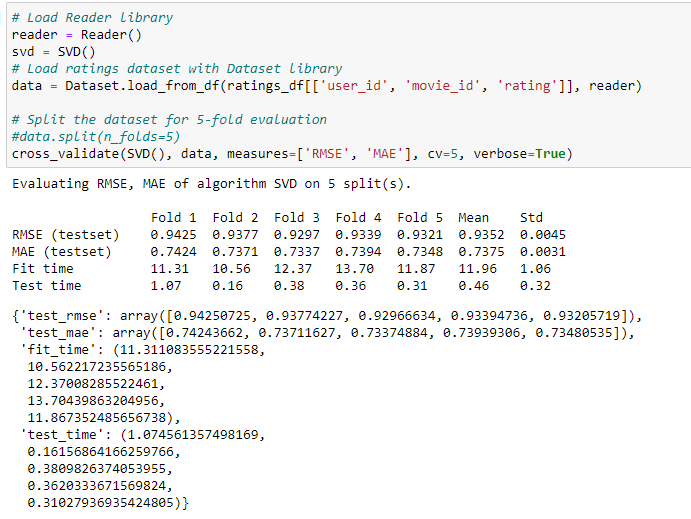 # Load Reader library
reader = Reader()
svd = SVD()
# Load ratings dataset with Dataset library
data = Dataset.load_from_df(ratings_df[['user_id', 'movie_id', 'rating']], reader)

# Split the dataset for 5-fold evaluation
#data.split(n_folds=5)
cross_validate(SVD(), data, measures=['RMSE', 'MAE'], cv=5, verbose=True)
Evaluating RMSE, MAE of algorithm SVD on 5 split(s).

                  Fold 1  Fold 2  Fold 3  Fold 4  Fold 5  Mean    Std
RMSE (testset)    0.9425  0.9377  0.9297  0.9339  0.9321  0.9352  0.0045
MAE (testset)     0.7424  0.7371  0.7337  0.7394  0.7348  0.7375  0.0031
Fit time          11.31   10.56   12.37   13.70   11.87   11.96   1.06
Test time         1.07    0.16    0.38    0.36    0.31    0.46    0.32
{'test_rmse': array([0.94250725, 0.93774227, 0.92966634, 0.93394736, 0.93205719]),
 'test_mae': array([0.74243662, 0.73711627, 0.73374884, 0.73939306, 0.73480535]),
 'fit_time': (11.311083555221558,
  10.562217235565186,
  12.37008285522461,
  13.70439863204956,
  11.867352485656738),
 'test_time': (1.074561357498169,
  0.16156864166259766,
  0.3809826374053955,
  0.3620333671569824,
  0.31027936935424805)}